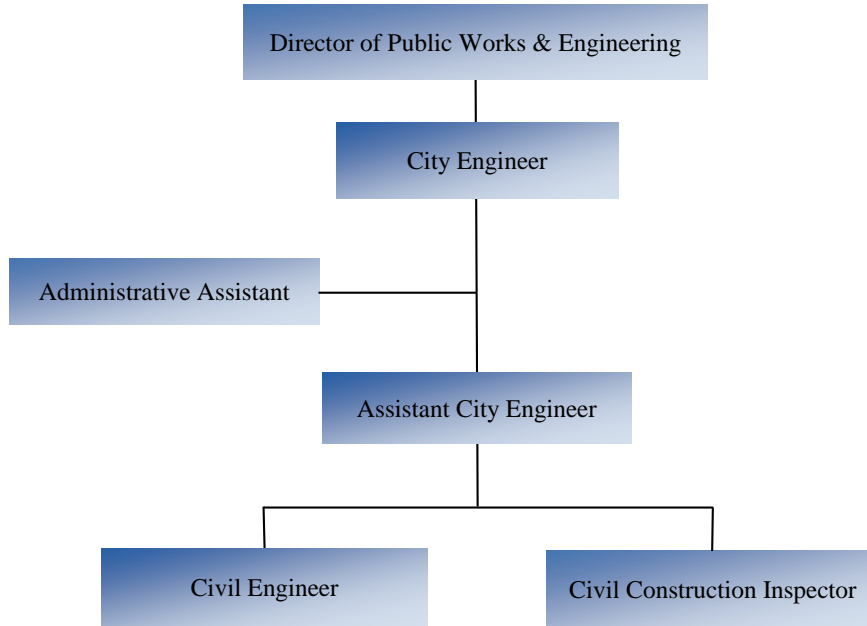 Director of Public Works & Engineering
City Engineer
Administrative Assistant
Assistant City Engineer
Civil Engineer
Civil Construction Inspector